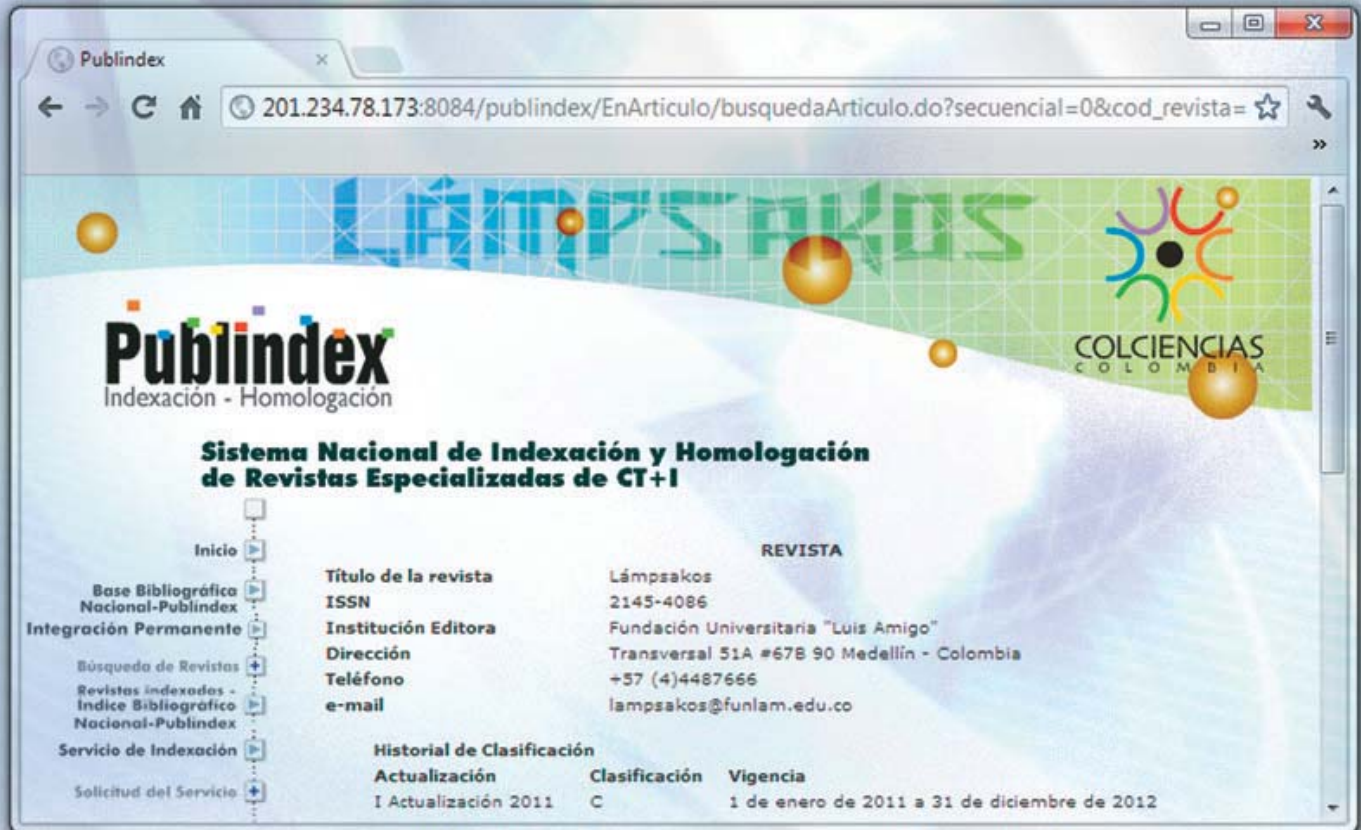 Publindex
201.234.78.173:8084/publindex/EnArticulo/busquedaArticulo.do?secuencial=0&cod_revista=
»
LÁMPSAKOS
COLCIENCIAS
COLOMBIA
Publindex
Indexación - Homologación
Sistema Nacional de Indexación y Homologación
de Revistas Especializadas de CT+I
Inicio
Base Bibliográfica
Nacional-Publindex
Integración Permanente
Búsqueda de Revistas
Revistas indexadas -
Índice Bibliográfico
Nacional-Publindex
Servicio de Indexación
Solicitud del Servicio
REVISTA
Título de la revista Lámpsakos
ISSN 2145-4086
Institución Editora Fundación Universitaria "Luis Amigo"
Dirección Transversal 51A #67B 90 Medellín - Colombia
Teléfono +57 (4)4487666
e-mail lampsakos@funlam.edu.co
Historial de Clasificación
Actualización Clasificación Vigencia
I Actualización 2011 C 1 de enero de 2011 a 31 de diciembre de 2012